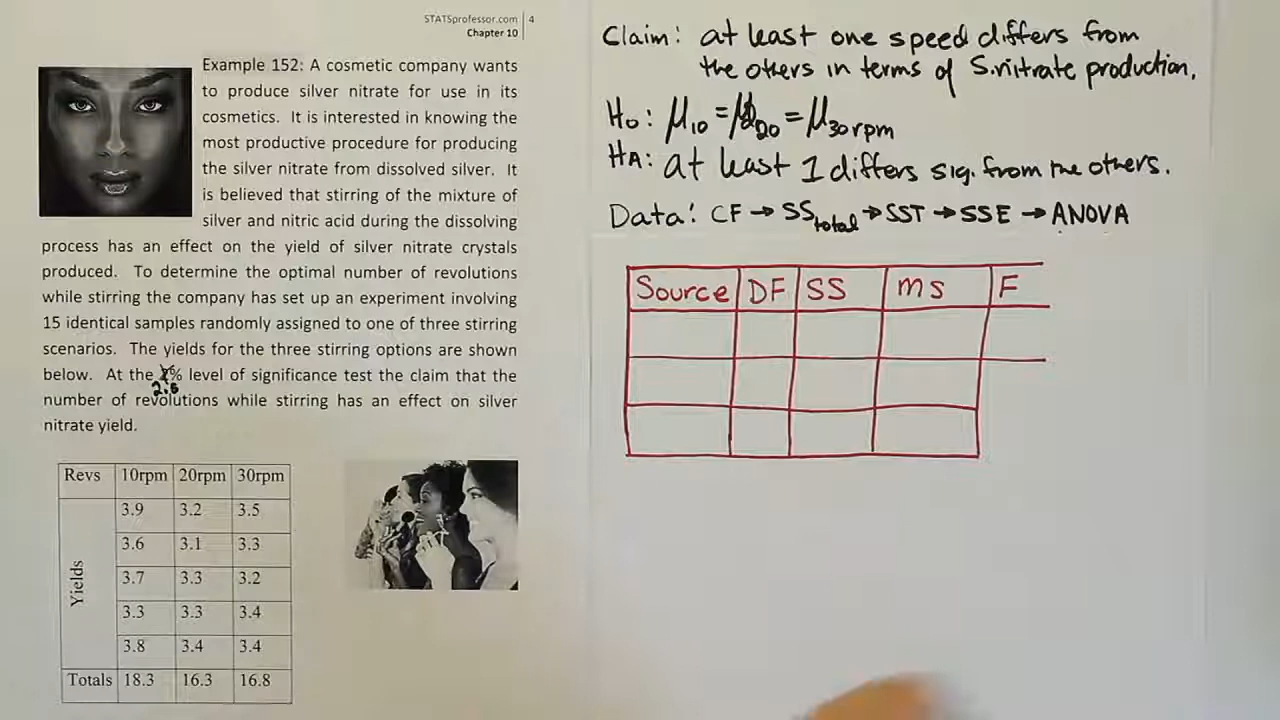 STATSprofessor.com 4
Chapter 10
Example 152: A cosmetic company wants
to produce silver nitrate for use in its
cosmetics. It is interested in knowing the
most productive procedure for producing
the silver nitrate from dissolved silver. It
is believed that stirring of the mixture of
silver and nitric acid during the dissolving
process has an effect on the yield of silver nitrate crystals
produced. To determine the optimal number of revolutions
while stirring the company has set up an experiment involving
15 identical samples randomly assigned to one of three stirring
scenarios. The yields for the three stirring options are shown
below. At the % level of significance test the claim that the
2.5
number of revolutions while stirring has an effect on silver
nitrate yield.
Revs 10rpm 20rpm 30rpm
Yields
3.9 3.2 3.5
3.6 3.1 3.3
3.7 3.3 3.2
3.3 3.3 3.4
3.8 3.4 3.4
Totals 18.3 16.3 16.8
Claim: at least one speed differs from
the others in terms of S.nitrate production.
Ho: μ10 = μ20 = μ30rpm
HA: at least 1 differs sig. from the others.
Data: CF → SStotal → SST → SSE → ANOVA
Source DF SS MS F